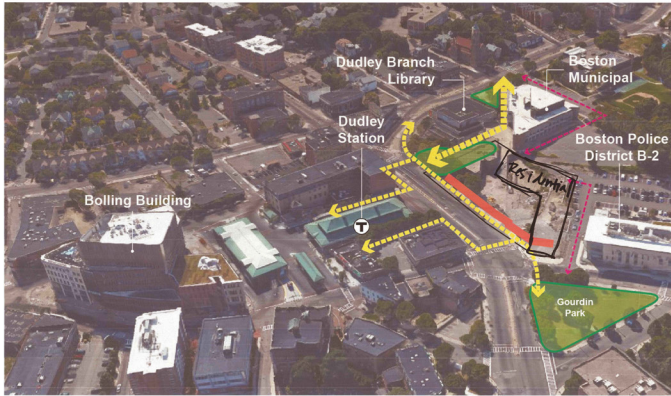 Dudley Branch
Library
Boston
Municipal
Dudley
Station
Boston Police
District B-2
Residential
Bolling Building
T
Gourdin
Park